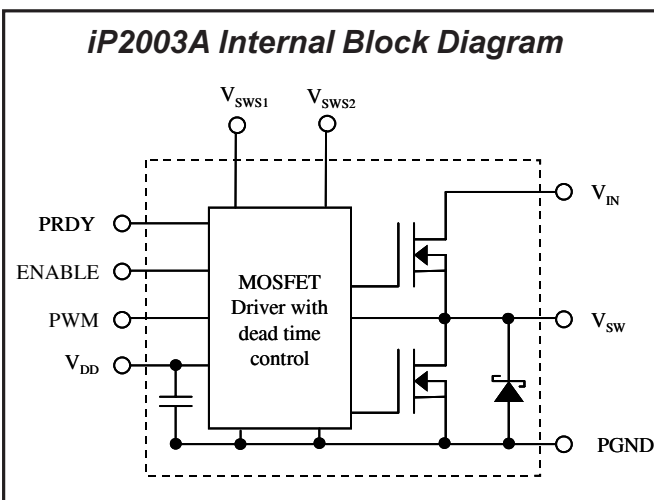 iP2003A Internal Block Diagram
VSWS1
VSWS2
PRDY
ENABLE
PWM
VDD
MOSFET
Driver with
dead time
control
VIN
VSW
PGND